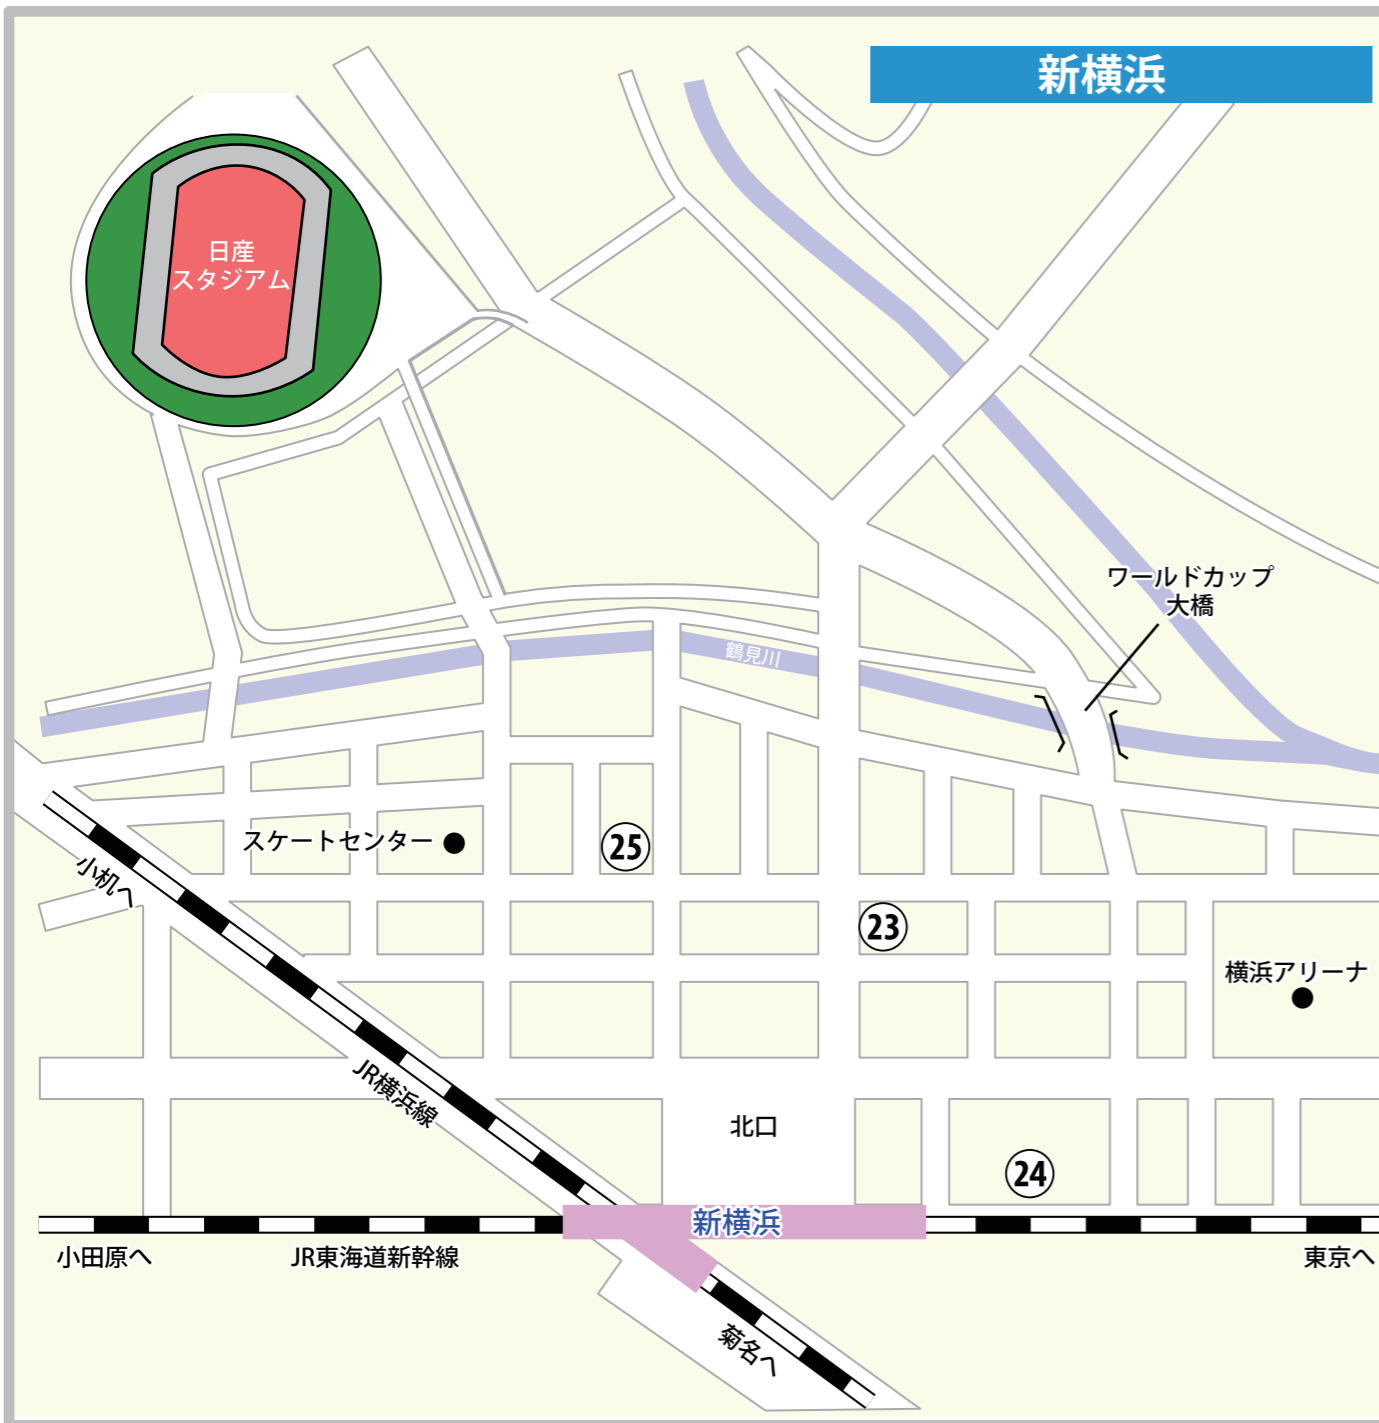 新横浜
日産
スタジアム
ワールドカップ
大橋
鶴見川
スケートセンター
25
小机へ
23
横浜アリーナ
JR横浜線
北口
24
新横浜
小田原へ
JR東海道新幹線
東京へ
菊名へ